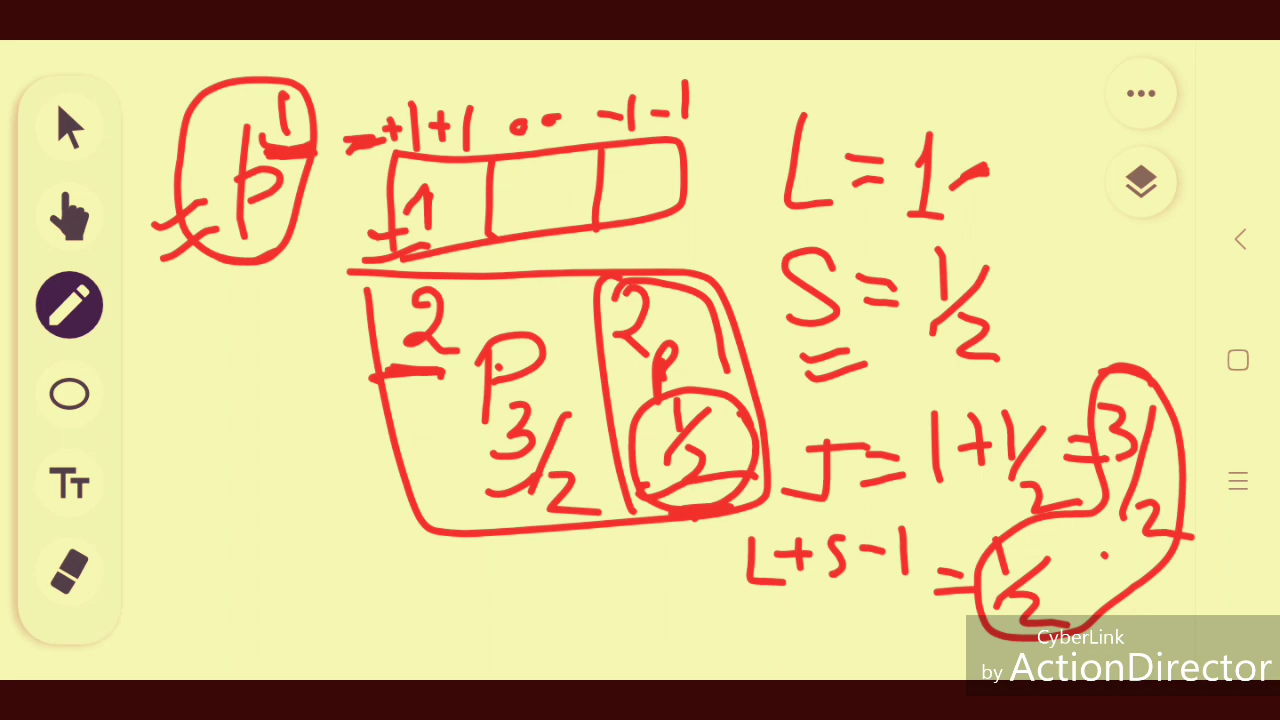 p¹
+1 +1 .. -1 -1
1
²P3/2
²P1/2
L = 1
S = 1/2
J = 1 + 1/2 = 3/2
L + S - 1 = 1/2
TT
CyberLink
by ActionDirector